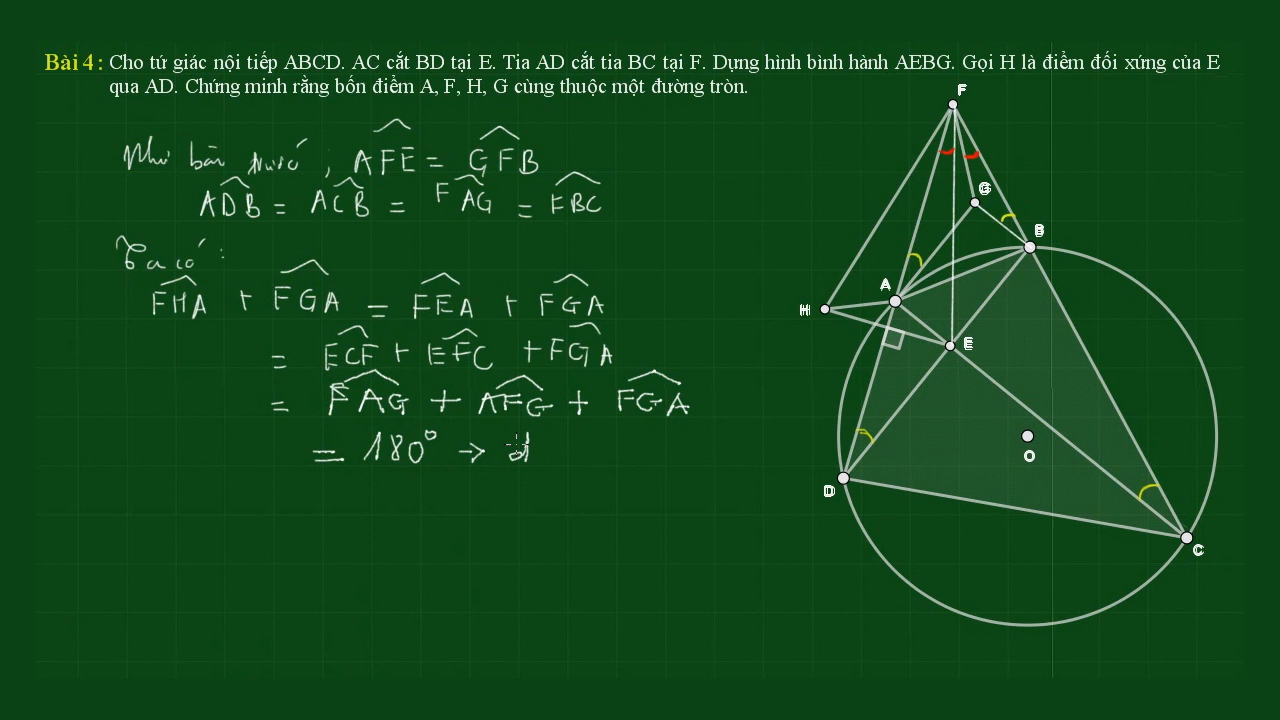 Bài 4 : Cho tứ giác nội tiếp ABCD. AC cắt BD tại E. Tia AD cắt tia BC tại F. Dựng hình bình hành AEBG. Gọi H là điểm đối xứng của E
qua AD. Chứng minh rằng bốn điểm A, F, H, G cùng thuộc một đường tròn.
Như bài trước ; AFE = GFB
ADB = ACB = FAG = FBC
Ta có :
FHA + FGA = FEA + FGA
= ECF + EFC + FGA
= FAG + AFG + FGA
= 180° →
F
G
B
A
H
E
O
D
C